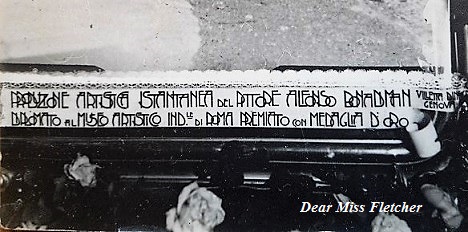 PRODUZIONE ARTISTICA ISTANTANEA DEL PITTORE ALFONSO BONADIMAN
DIPLOMATO AL MUSEO ARTISTICO IND.LE DI ROMA PREMIATO CON MEDAGLIA D'ORO
GENOVA
Dear Miss Fletcher